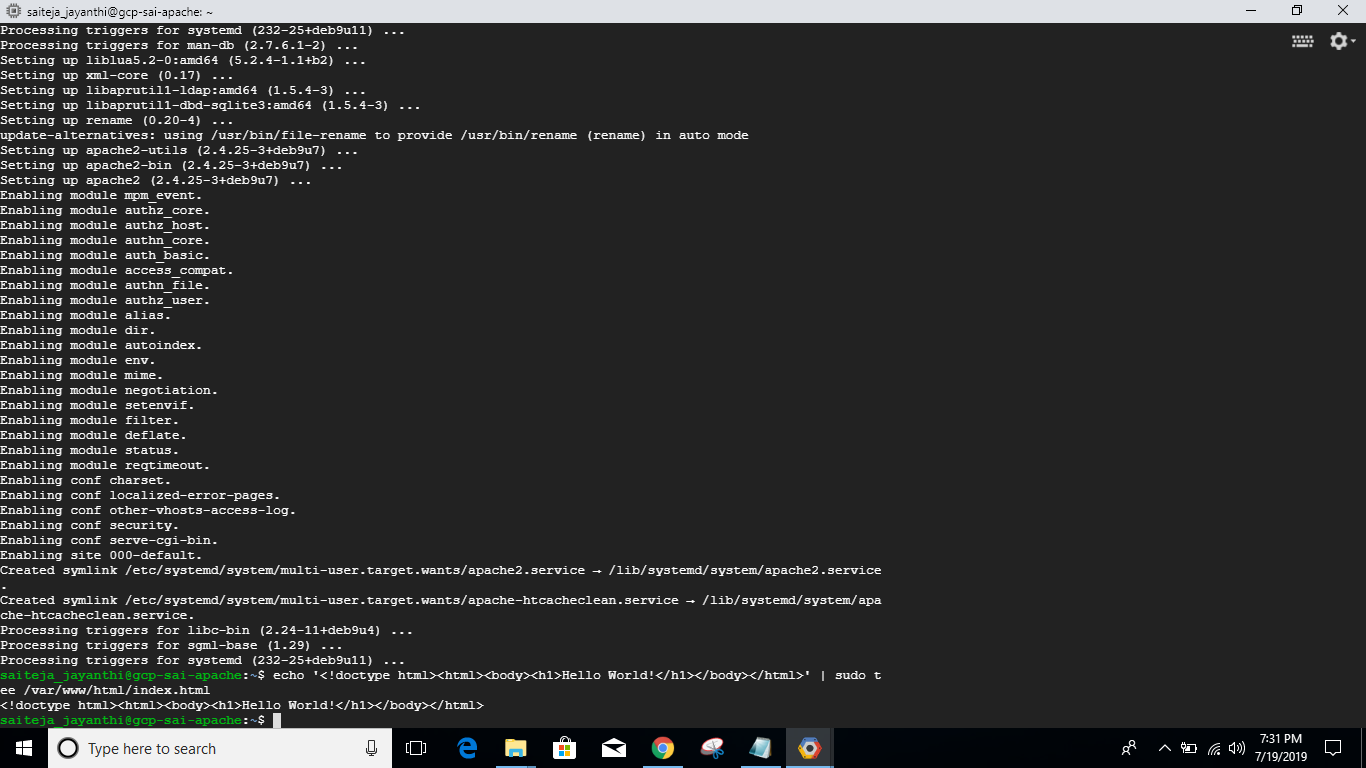 saiteja_jayanthi@gcp-sai-apache: ~
Processing triggers for systemd (232-25+deb9u11) ...
Processing triggers for man-db (2.7.6.1-2) ...
Setting up liblua5.2-0:amd64 (5.2.4-1.1+b2) ...
Setting up xml-core (0.17) ...
Setting up libaprutil1-ldap:amd64 (1.5.4-3) ...
Setting up libaprutil1-dbd-sqlite3:amd64 (1.5.4-3) ...
Setting up rename (0.20-4) ...
update-alternatives: using /usr/bin/file-rename to provide /usr/bin/rename (rename) in auto mode
Setting up apache2-utils (2.4.25-3+deb9u7) ...
Setting up apache2-bin (2.4.25-3+deb9u7) ...
Setting up apache2 (2.4.25-3+deb9u7) ...
Enabling module mpm_event.
Enabling module authz_core.
Enabling module authz_host.
Enabling module authn_core.
Enabling module auth_basic.
Enabling module access_compat.
Enabling module authn_file.
Enabling module authz_user.
Enabling module alias.
Enabling module dir.
Enabling module autoindex.
Enabling module env.
Enabling module mime.
Enabling module negotiation.
Enabling module setenvif.
Enabling module filter.
Enabling module deflate.
Enabling module status.
Enabling module reqtimeout.
Enabling conf charset.
Enabling conf localized-error-pages.
Enabling conf other-vhosts-access-log.
Enabling conf security.
Enabling conf serve-cgi-bin.
Enabling site 000-default.
Created symlink /etc/systemd/system/multi-user.target.wants/apache2.service → /lib/systemd/system/apache2.service
.
Created symlink /etc/systemd/system/multi-user.target.wants/apache-htcacheclean.service → /lib/systemd/system/apa
che-htcacheclean.service.
Processing triggers for libc-bin (2.24-11+deb9u4) ...
Processing triggers for sgml-base (1.29) ...
Processing triggers for systemd (232-25+deb9u11) ...
saiteja_jayanthi@gcp-sai-apache:~$ echo '<!doctype html><html><body><h1>Hello World!</h1></body></html>' | sudo t
ee /var/www/html/index.html
<!doctype html><html><body><h1>Hello World!</h1></body></html>
saiteja_jayanthi@gcp-sai-apache:~$
Type here to search
7:31 PM
7/19/2019